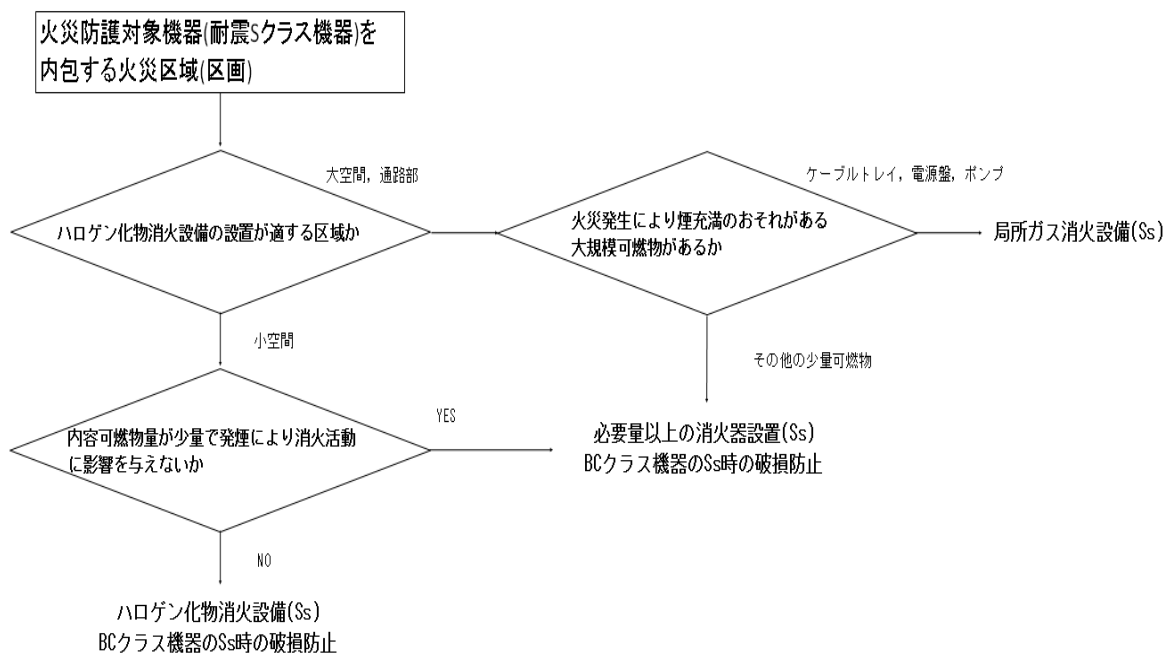 火災防護対象機器(耐震Sクラス機器)を
内包する火災区域(区画)
大空間，通路部
ケーブルトレイ，電源盤，ポンプ
ハロゲン化物消火設備の設置が適する区域か
火災発生により煙充満のおそれがある
大規模可燃物があるか
局所ガス消火設備(Ss)
小空間
その他の少量可燃物
YES
内容可燃物量が少量で発煙により消火活動
に影響を与えないか
必要量以上の消火器設置(Ss)
BCクラス機器のSs時の破損防止
NO
ハロゲン化物消火設備(Ss)
BCクラス機器のSs時の破損防止